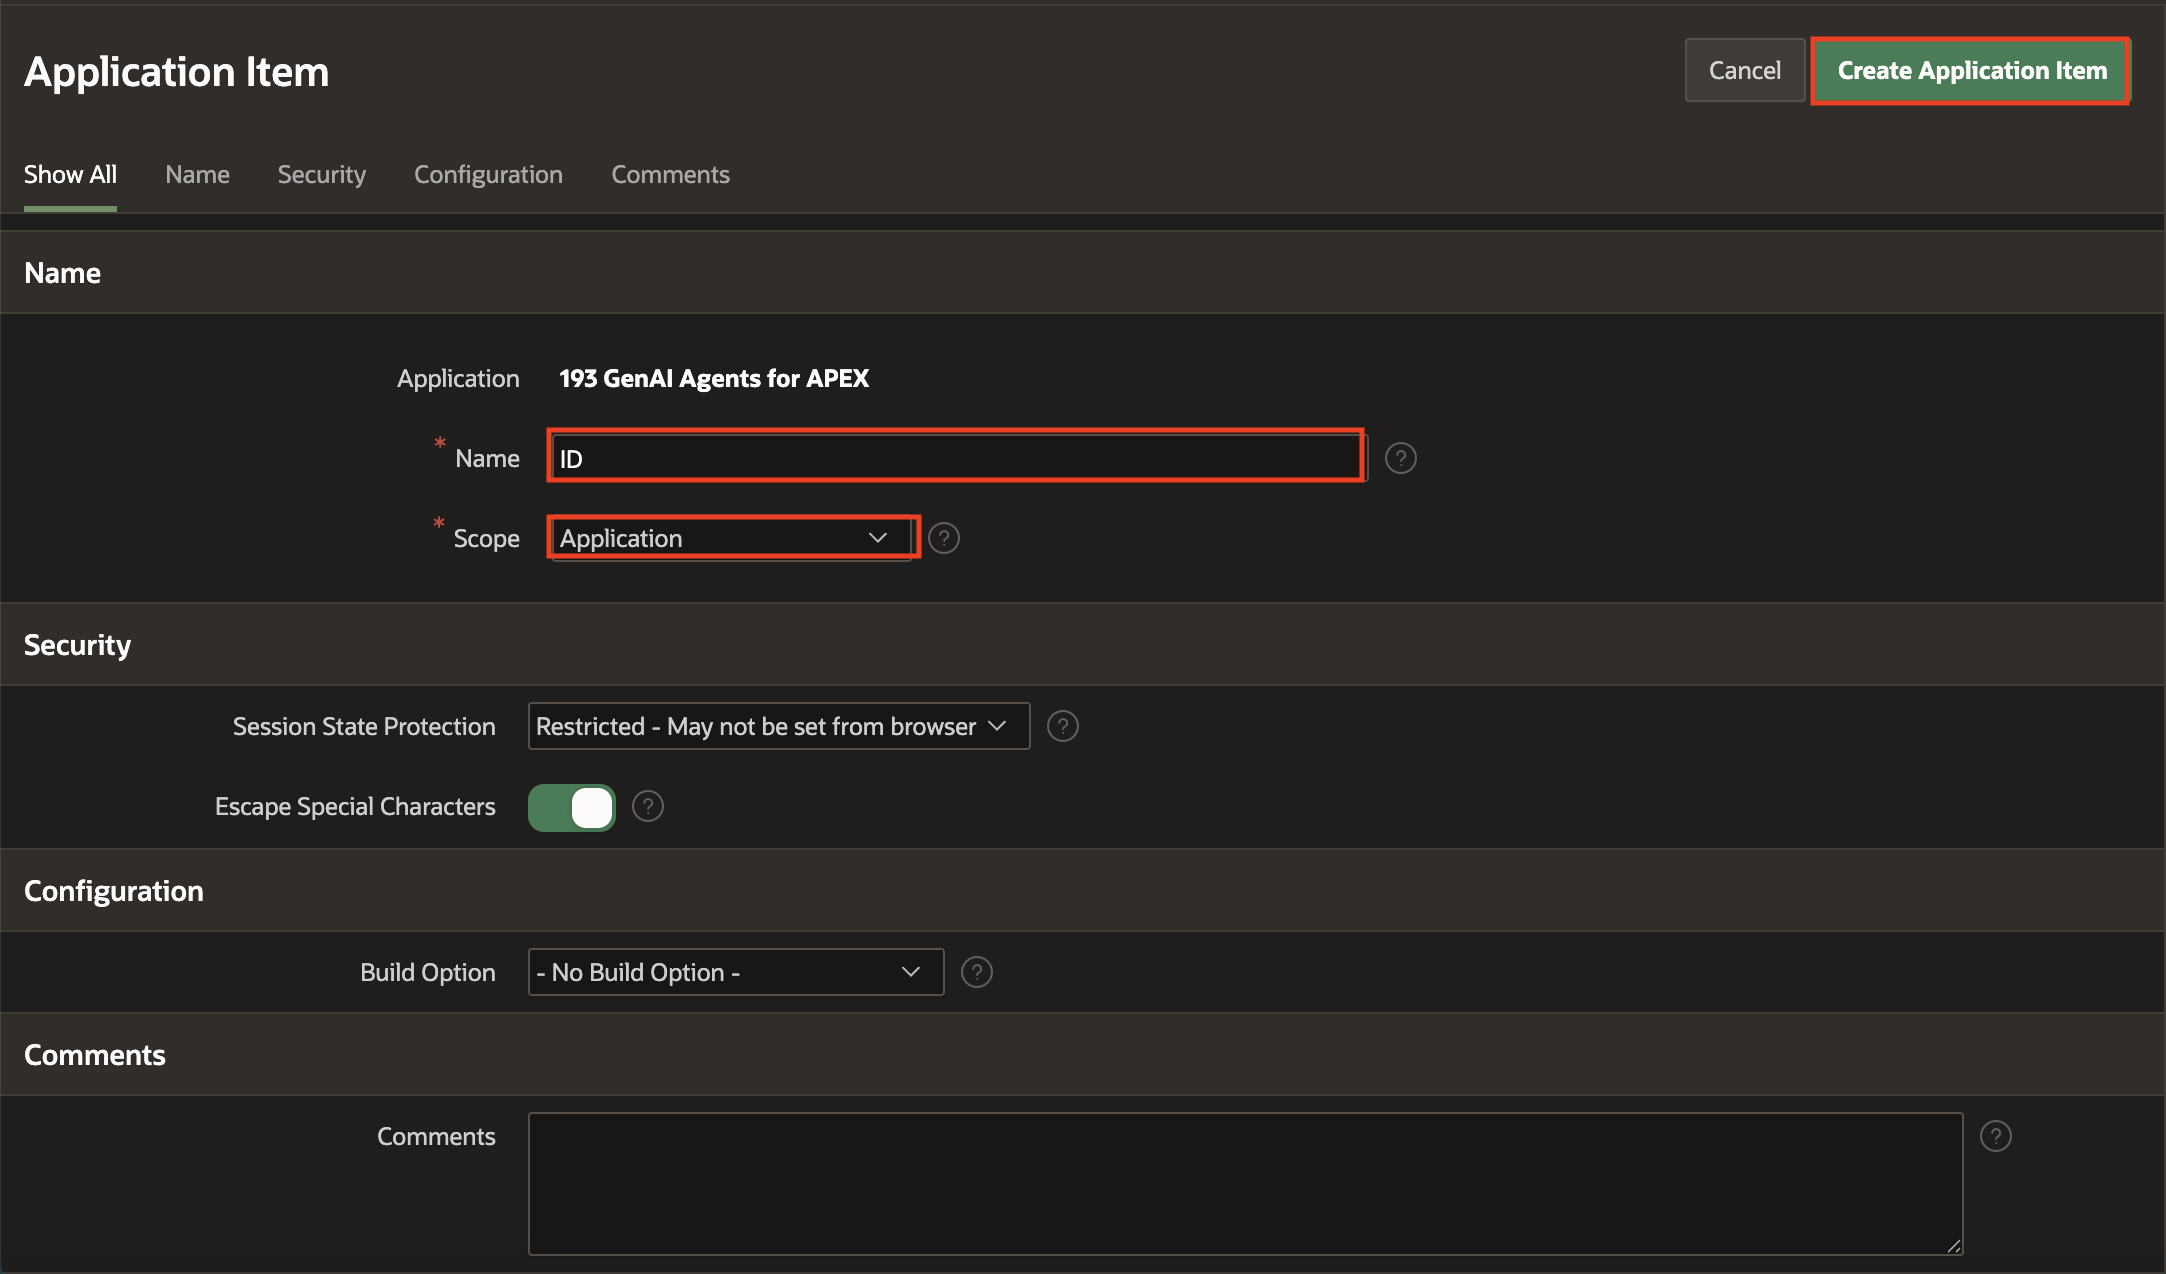 Application Item
Cancel
Create Application Item
Show All Name Security Configuration Comments
Name
Application 193 GenAI Agents for APEX
* Name ID ?
* Scope Application ?
Security
Session State Protection Restricted - May not be set from browser ?
Escape Special Characters ?
Configuration
Build Option - No Build Option - ?
Comments
Comments ?